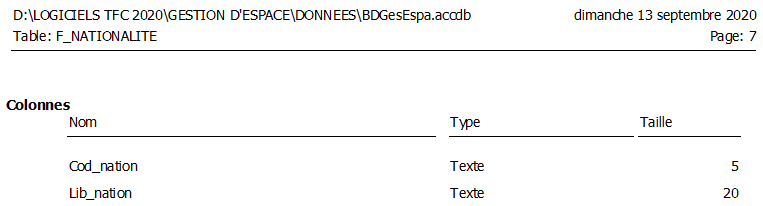 D:\LOGICIELS TFC 2020\GESTION D'ESPACE\DONNEES\BDGesEspa.accdb dimanche 13 septembre 2020
Table: F_NATIONALITE Page: 7
Colonnes
Nom Type Taille
Cod_nation Texte 5
Lib_nation Texte 20